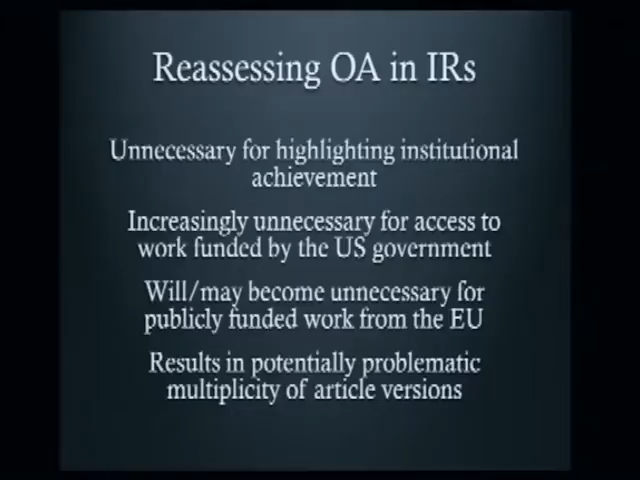 Reassessing OA in IRs
Unnecessary for highlighting institutional
achievement
Increasingly unnecessary for access to
work funded by the US government
Will/may become unnecessary for
publicly funded work from the EU
Results in potentially problematic
multiplicity of article versions